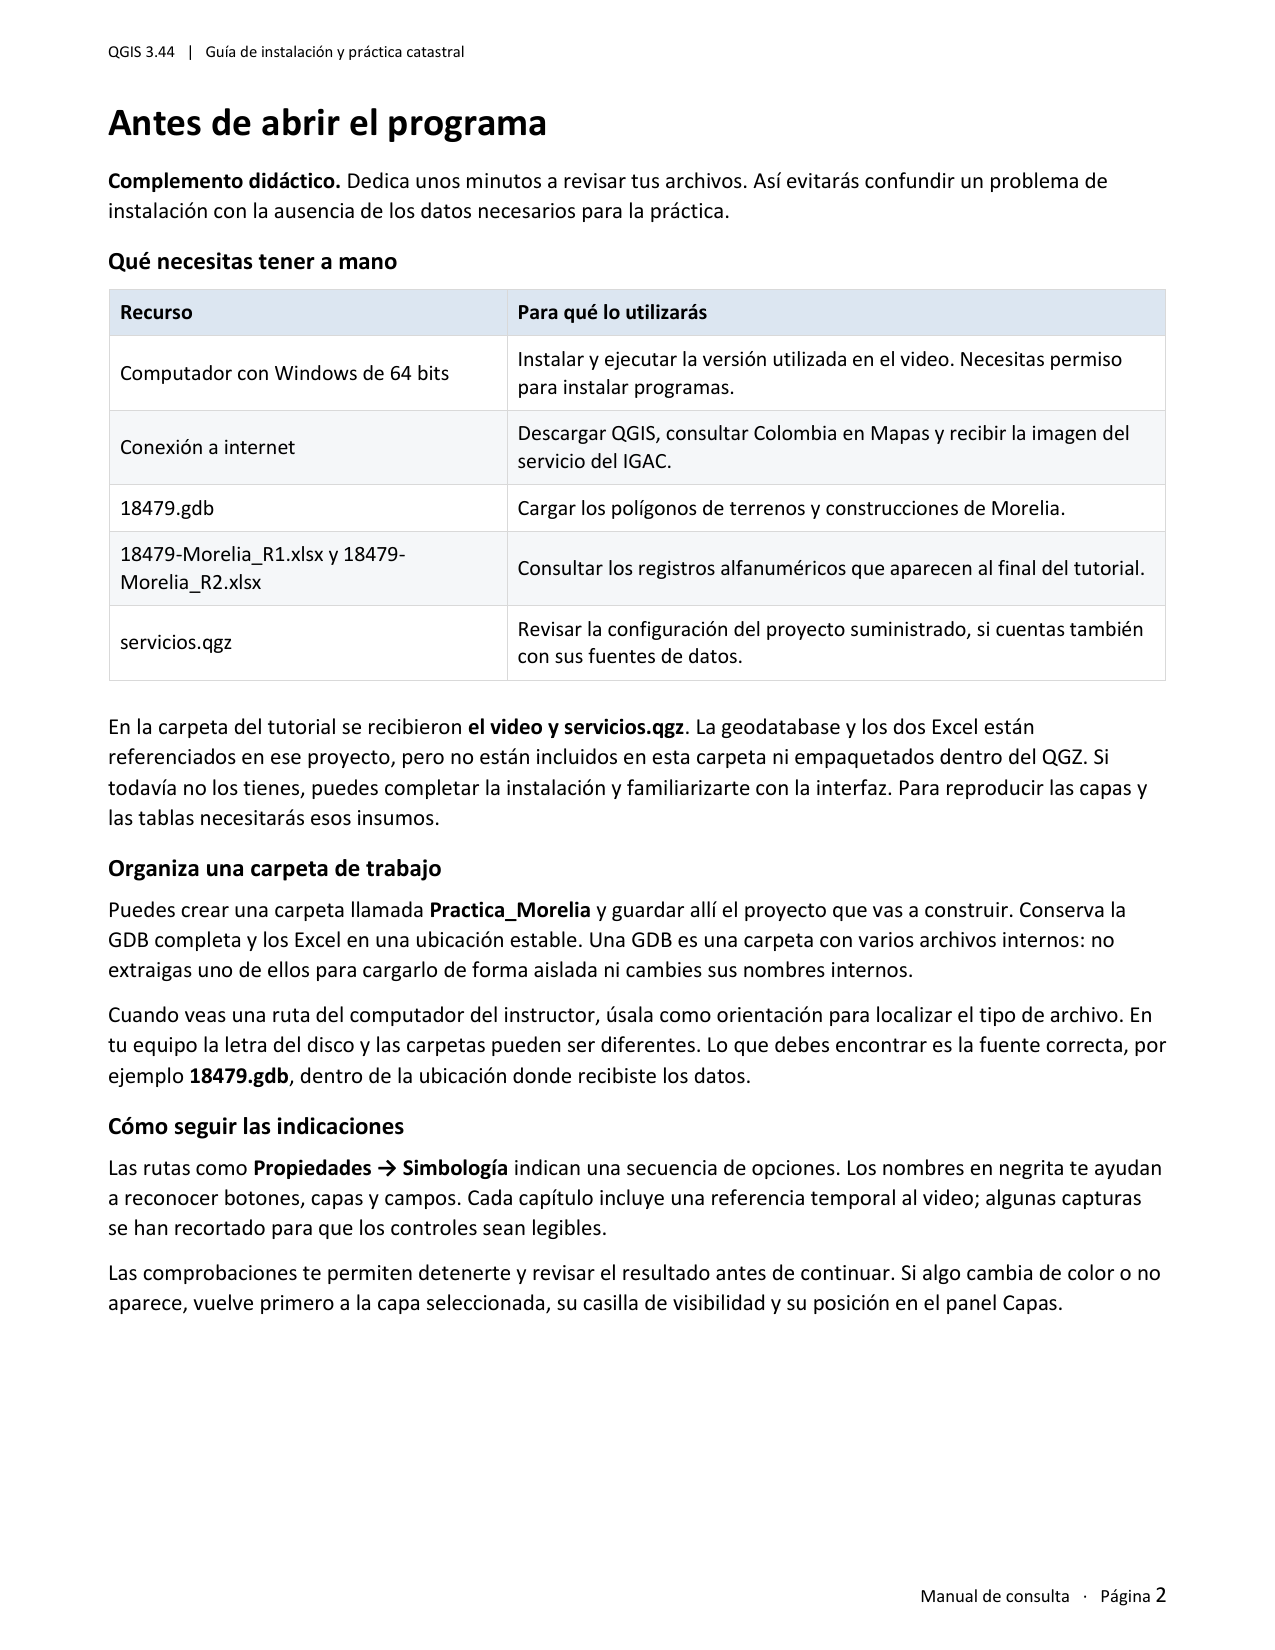 QGIS 3.44 | Guía de instalación y práctica catastral
Antes de abrir el programa
Complemento didáctico. Dedica unos minutos a revisar tus archivos. Así evitarás confundir un problema de
instalación con la ausencia de los datos necesarios para la práctica.
Qué necesitas tener a mano
Recurso
Para qué lo utilizarás
Computador con Windows de 64 bits
Instalar y ejecutar la versión utilizada en el video. Necesitas permiso
para instalar programas.
Conexión a internet
Descargar QGIS, consultar Colombia en Mapas y recibir la imagen del
servicio del IGAC.
18479.gdb
Cargar los polígonos de terrenos y construcciones de Morelia.
18479-Morelia_R1.xlsx y 18479-
Morelia_R2.xlsx
Consultar los registros alfanuméricos que aparecen al final del tutorial.
servicios.qgz
Revisar la configuración del proyecto suministrado, si cuentas también
con sus fuentes de datos.
En la carpeta del tutorial se recibieron el video y servicios.qgz. La geodatabase y los dos Excel están
referenciados en ese proyecto, pero no están incluidos en esta carpeta ni empaquetados dentro del QGZ. Si
todavía no los tienes, puedes completar la instalación y familiarizarte con la interfaz. Para reproducir las capas y
las tablas necesitarás esos insumos.
Organiza una carpeta de trabajo
Puedes crear una carpeta llamada Practica_Morelia y guardar allí el proyecto que vas a construir. Conserva la
GDB completa y los Excel en una ubicación estable. Una GDB es una carpeta con varios archivos internos: no
extraigas uno de ellos para cargarlo de forma aislada ni cambies sus nombres internos.
Cuando veas una ruta del computador del instructor, úsala como orientación para localizar el tipo de archivo. En
tu equipo la letra del disco y las carpetas pueden ser diferentes. Lo que debes encontrar es la fuente correcta, por
ejemplo 18479.gdb, dentro de la ubicación donde recibiste los datos.
Cómo seguir las indicaciones
Las rutas como Propiedades → Simbología indican una secuencia de opciones. Los nombres en negrita te ayudan
a reconocer botones, capas y campos. Cada capítulo incluye una referencia temporal al video; algunas capturas
se han recortado para que los controles sean legibles.
Las comprobaciones te permiten detenerte y revisar el resultado antes de continuar. Si algo cambia de color o no
aparece, vuelve primero a la capa seleccionada, su casilla de visibilidad y su posición en el panel Capas.
Manual de consulta · Página 2